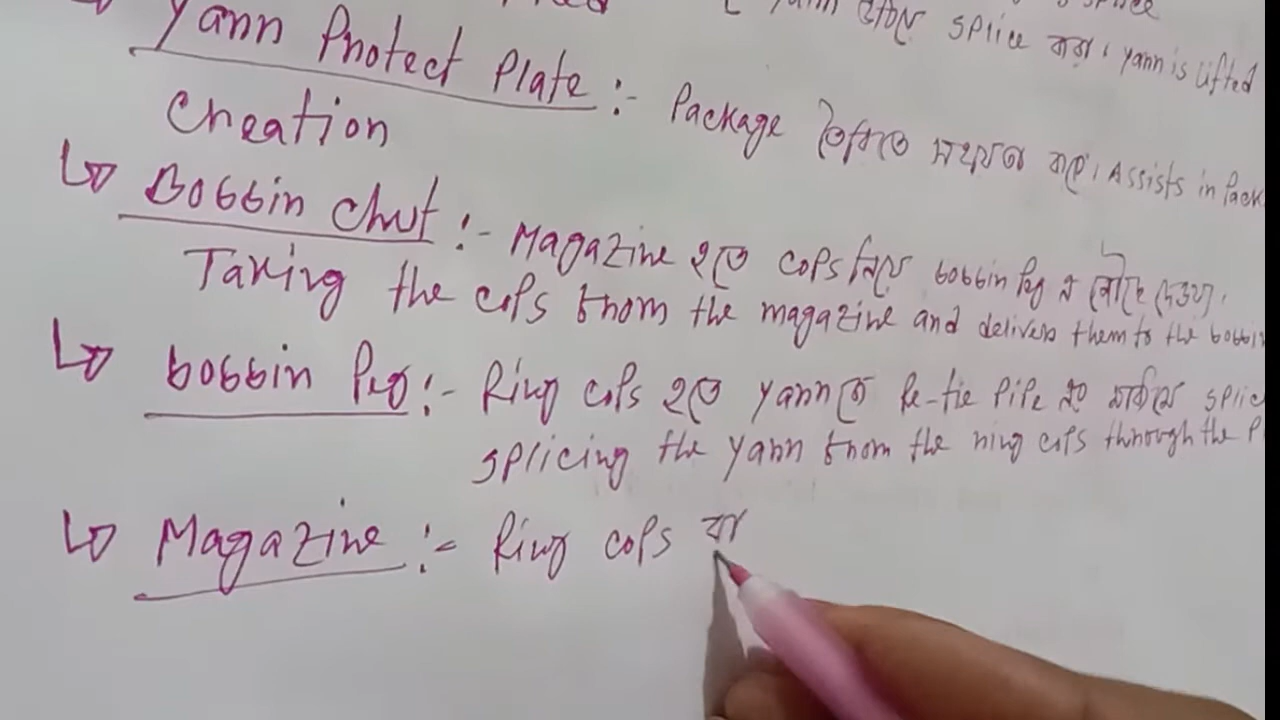 yarn টেনে splice করা। yarn is lifted
Yarn Protect Plate :- Package তৈরিতে সহায়তা করে। Assists in Pack
Creation
↳ Bobbin Chut :- Magazine হতে cops নিয়ে bobbin Peg এ পৌছে দেওয়া।
Taking the cops from the magazine and delivers them to the bobbin
↳ bobbin Peg :- Ring cops হতে yarn কে Re-tie PiPe এর মাধ্যমে splic
splicing the yarn from the ring cops through the P
↳ Magazine :- Ring cops রা